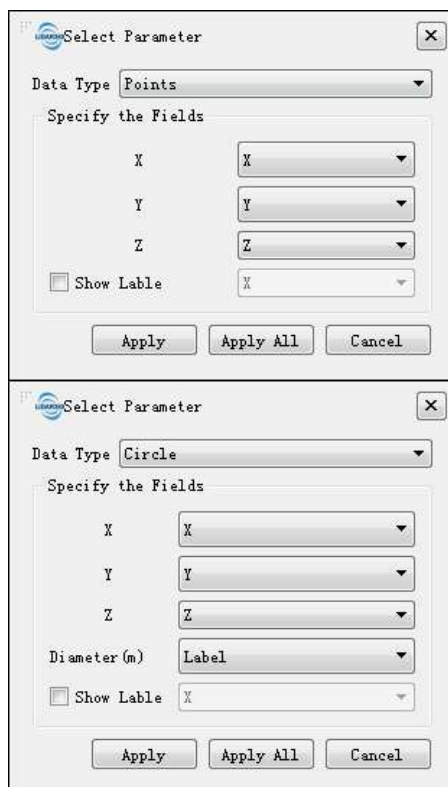 Select Parameter
Data Type Points
Specify the Fields
X X
Y Y
Z Z
Show Lable X
Apply Apply All Cancel
Select Parameter
Data Type Circle
Specify the Fields
X X
Y Y
Z Z
Diameter(m) Label
Show Lable X
Apply Apply All Cancel